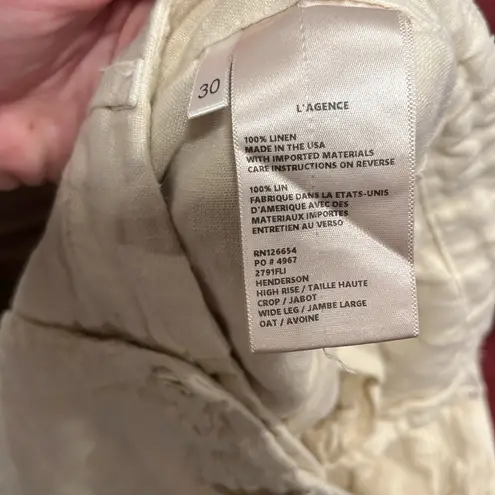 30
L'AGENCE
100% LINEN
MADE IN THE USA
WITH IMPORTED MATERIALS
CARE INSTRUCTIONS ON REVERSE
100% LIN
FABRIQUE DANS LA ETATS-UNIS
D'AMERIQUE AVEC DES
MATERIAUX IMPORTES
ENTRETIEN AU VERSO
RN126654
PO # 4967
2791FLI
HENDERSON
HIGH RISE / TAILLE HAUTE
CROP / JABOT
WIDE LEG / JAMBE LARGE
OAT / AVOINE